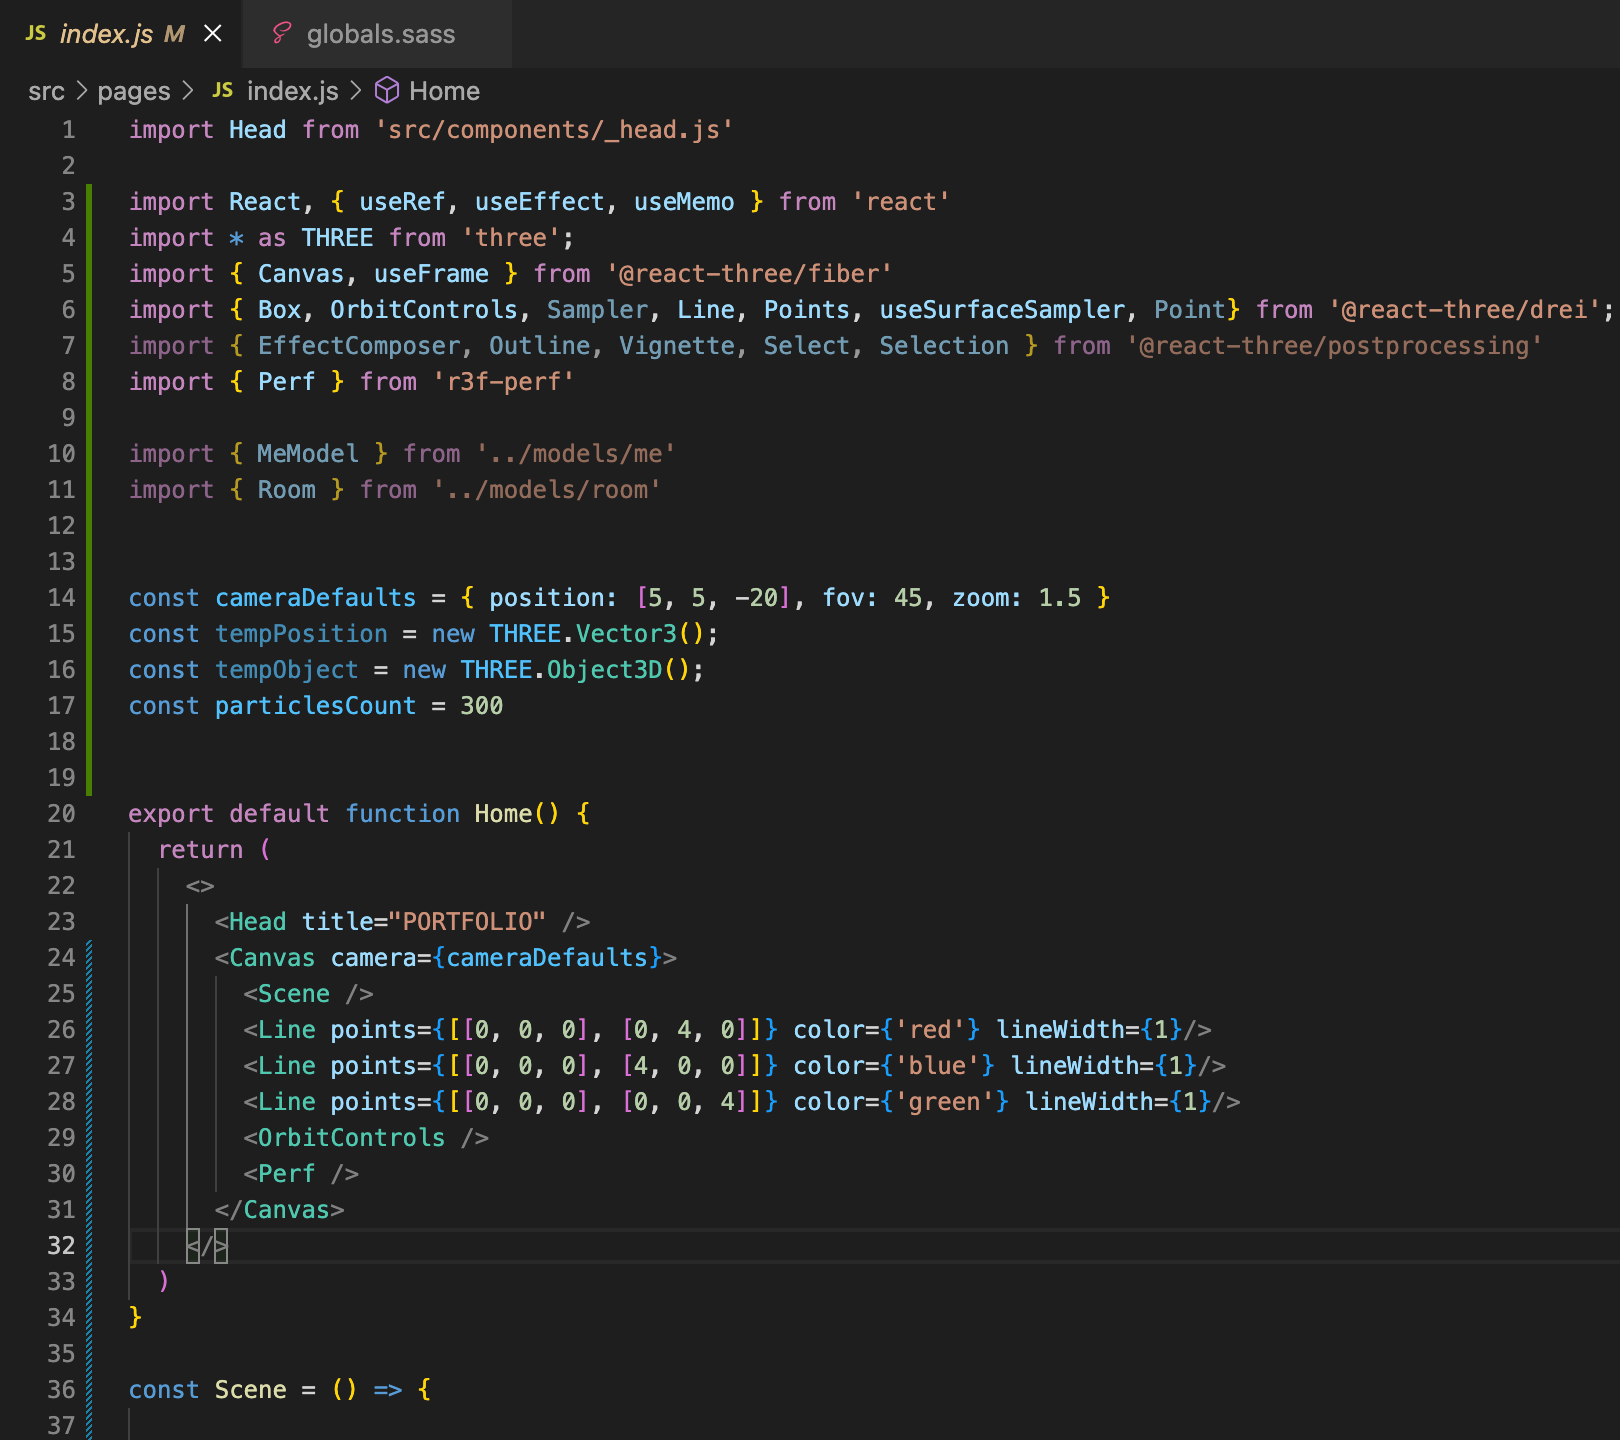 JS index.js M
globals.sass
src > pages > JS index.js > Home
1 import Head from 'src/components/_head.js'
2
3 import React, { useRef, useEffect, useMemo } from 'react'
4 import * as THREE from 'three';
5 import { Canvas, useFrame } from '@react-three/fiber'
6 import { Box, OrbitControls, Sampler, Line, Points, useSurfaceSampler, Point} from '@react-three/drei';
7 import { EffectComposer, Outline, Vignette, Select, Selection } from '@react-three/postprocessing'
8 import { Perf } from 'r3f-perf'
9
10 import { MeModel } from '../models/me'
11 import { Room } from '../models/room'
12
13
14 const cameraDefaults = { position: [5, 5, -20], fov: 45, zoom: 1.5 }
15 const tempPosition = new THREE.Vector3();
16 const tempObject = new THREE.Object3D();
17 const particlesCount = 300
18
19
20 export default function Home() {
21   return (
22     <>
23       <Head title="PORTFOLIO" />
24       <Canvas camera={cameraDefaults}>
25         <Scene />
26         <Line points={[[0, 0, 0], [0, 4, 0]]} color={'red'} lineWidth={1}/>
27         <Line points={[[0, 0, 0], [4, 0, 0]]} color={'blue'} lineWidth={1}/>
28         <Line points={[[0, 0, 0], [0, 0, 4]]} color={'green'} lineWidth={1}/>
29         <OrbitControls />
30         <Perf />
31       </Canvas>
32     </>
33   )
34 }
35
36 const Scene = () => {
37